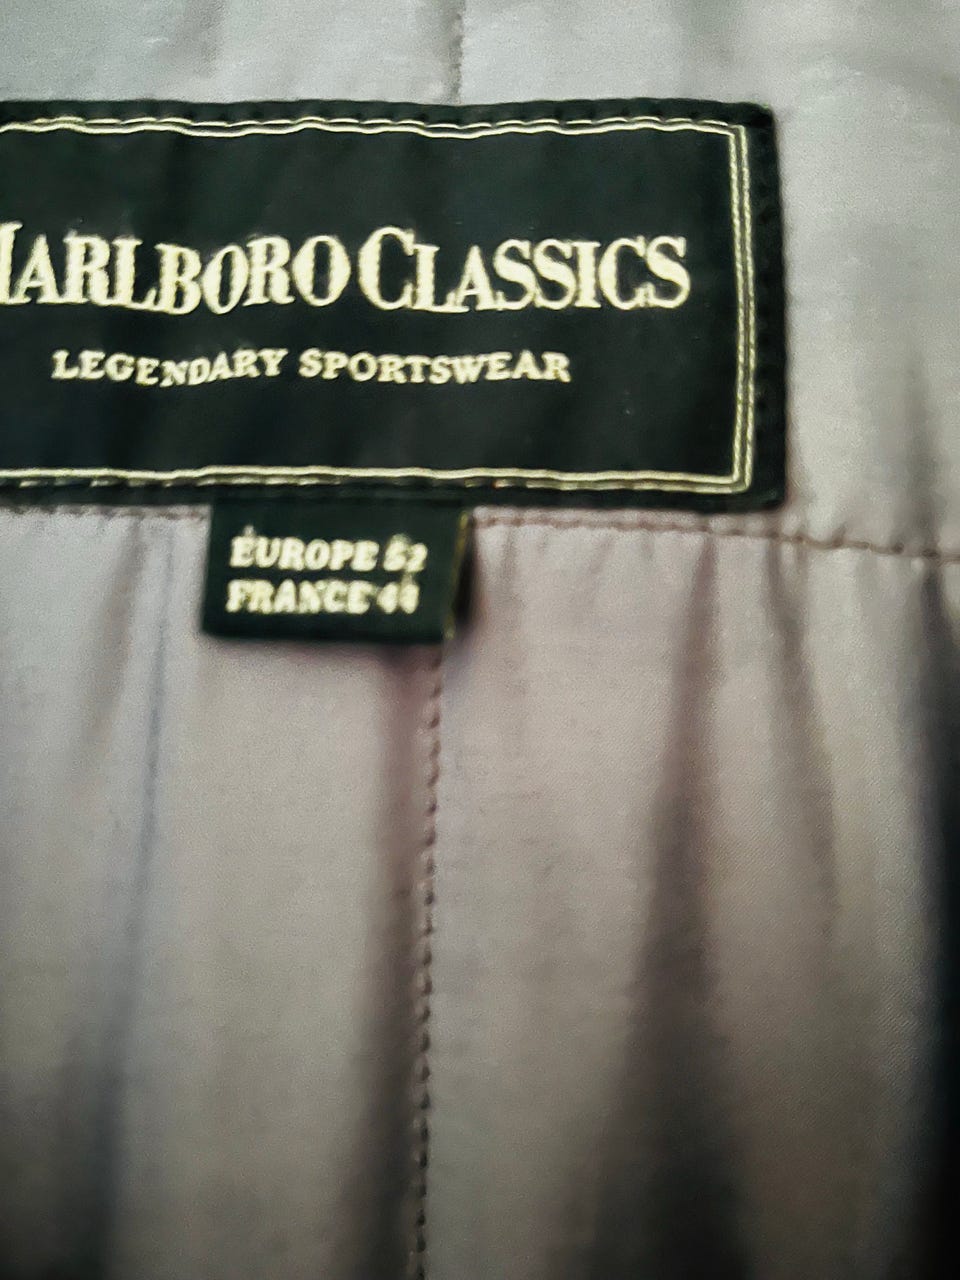 MARLBORO CLASSICS
LEGENDARY SPORTSWEAR
EUROPE 52
FRANCE